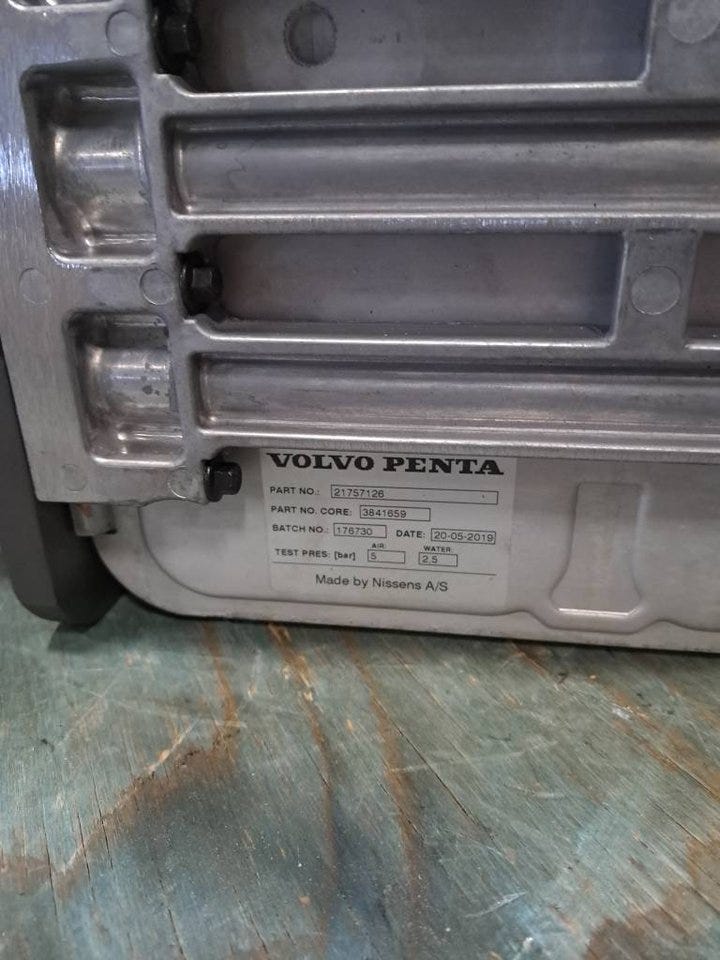 VOLVO PENTA
PART NO.: 21757126
PART NO. CORE: 3841659
BATCH NO.: 176730 DATE: 20-05-2019
AIR: WATER:
TEST PRES: [bar] 5 2,5
Made by Nissens A/S